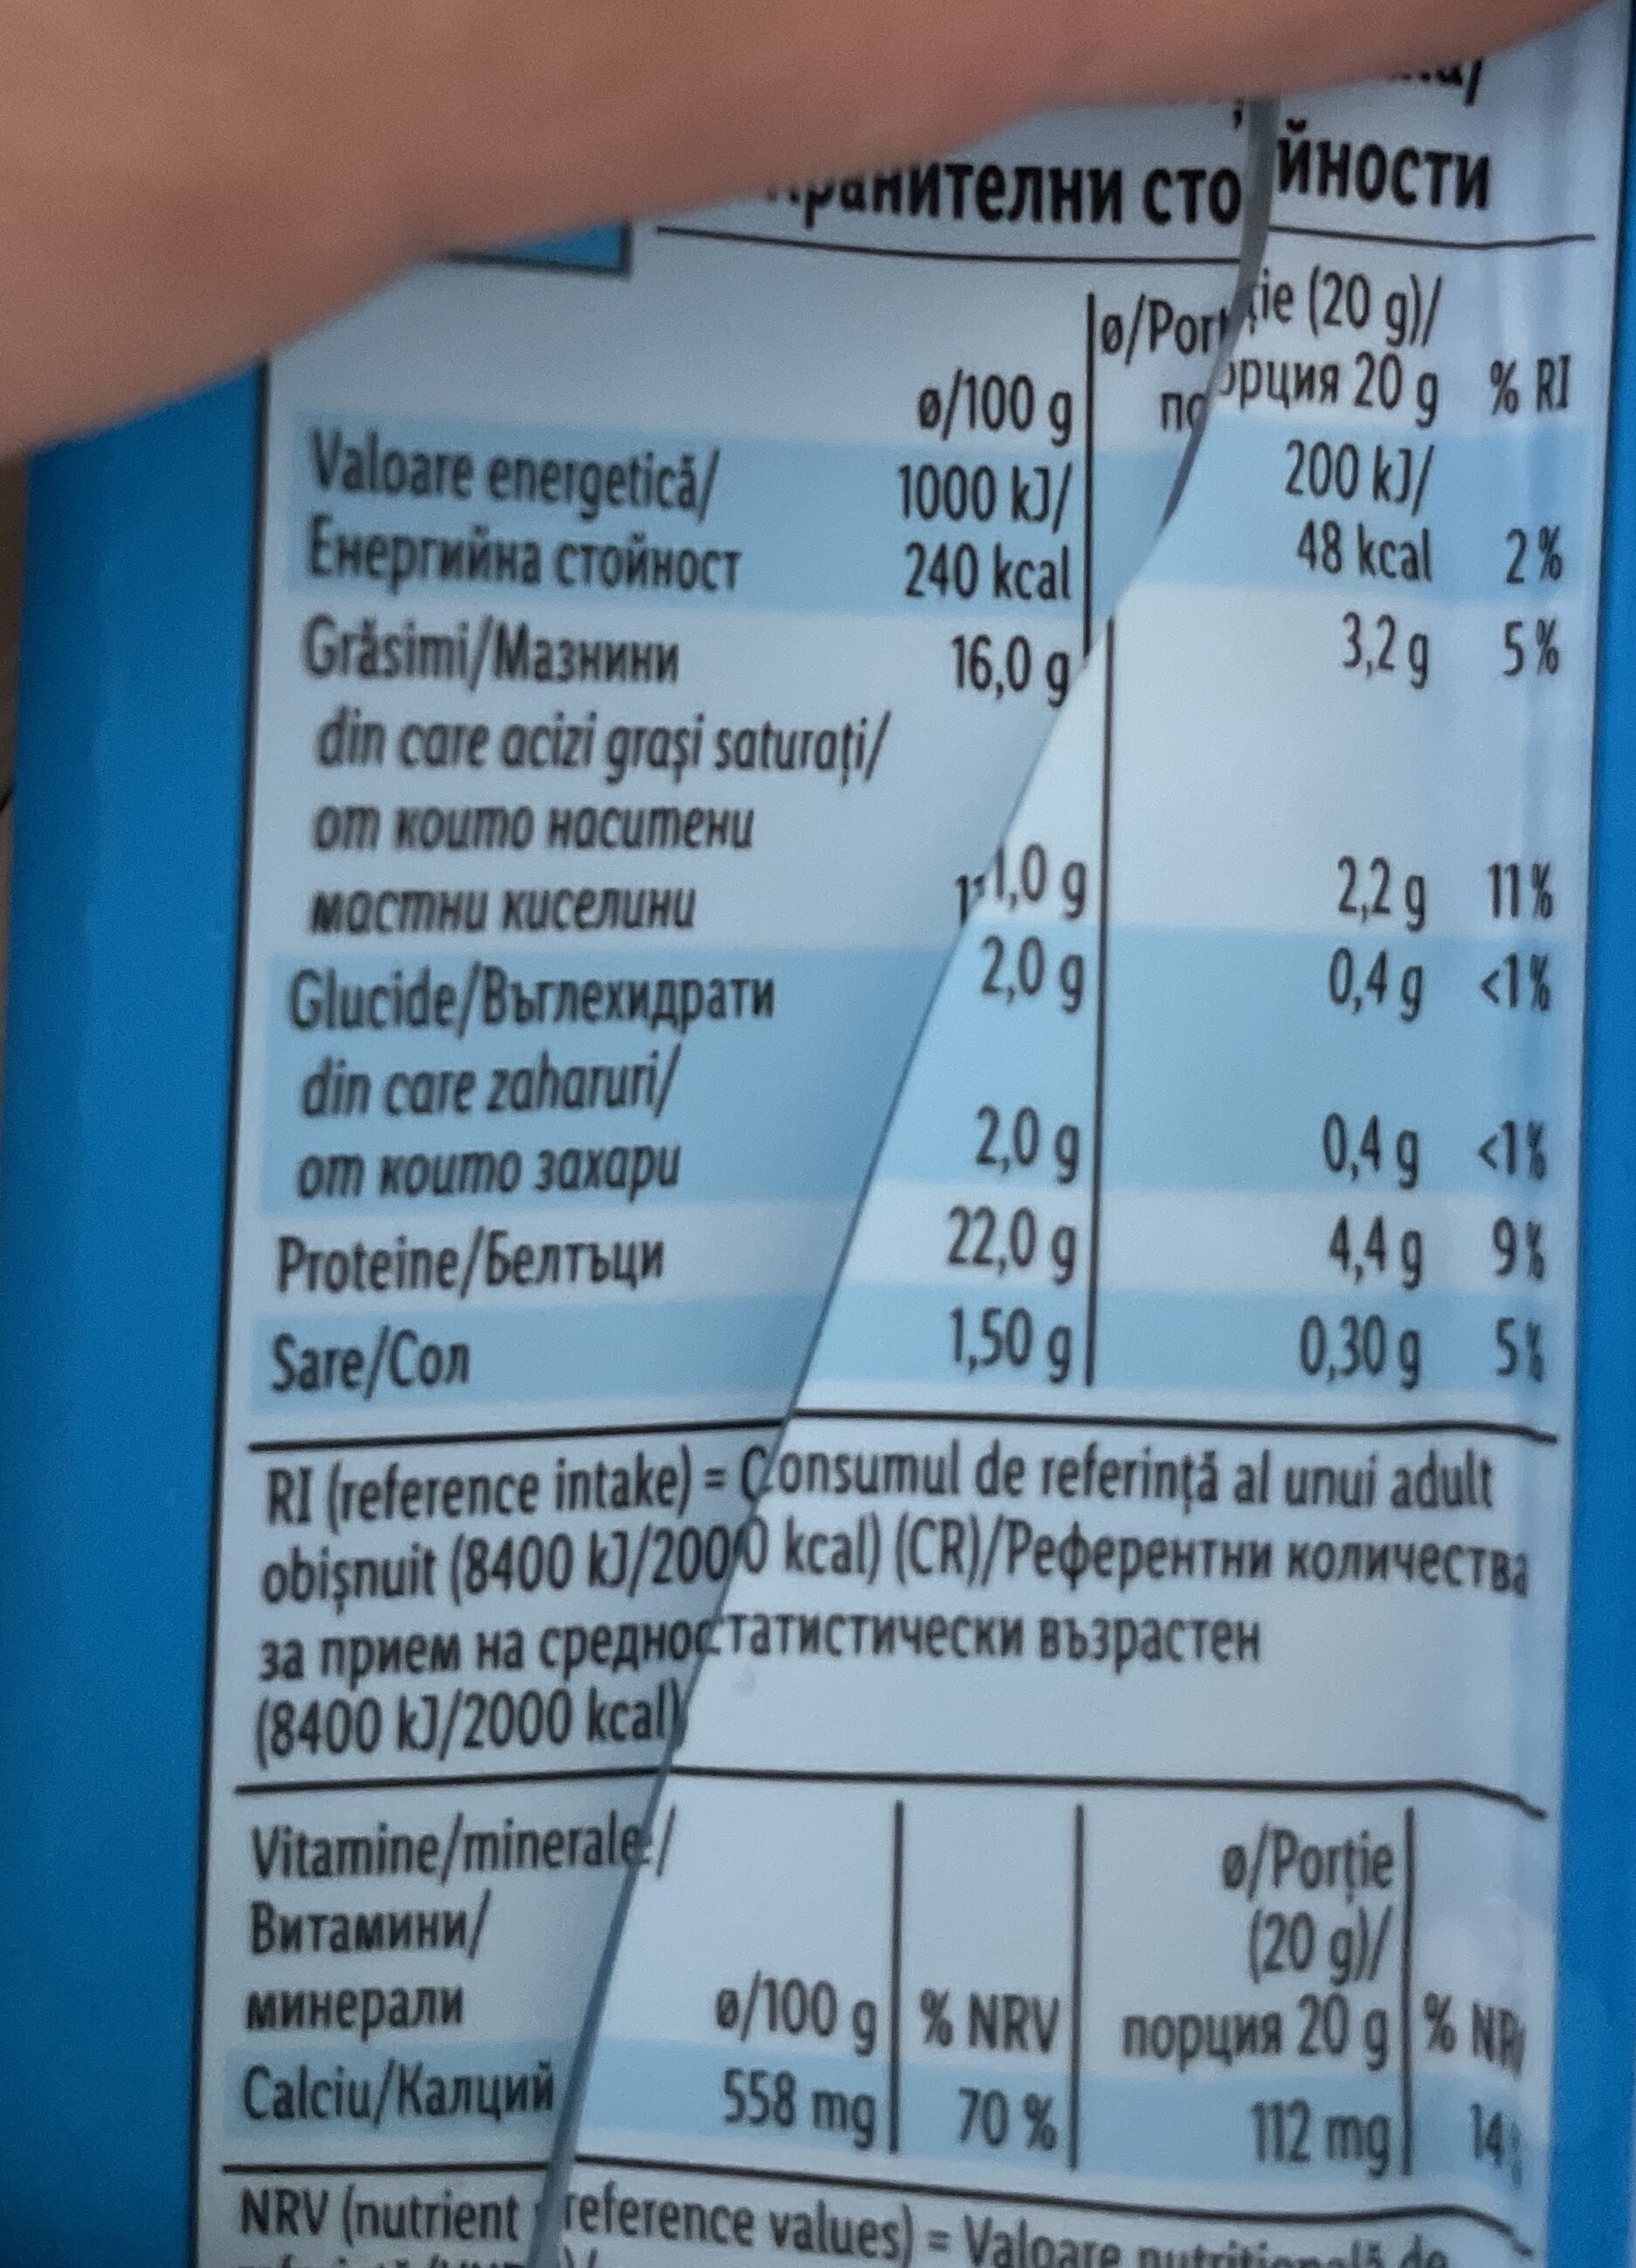 йности
ø/100 g
порция 20 g % RI
Valoare energetică/ 1000 kJ/ 200 kJ/
Енергийна стойност 240 kcal 48 kcal 2%
Grăsimi/Мазнини 16,0 g 3,2 g 5%
din care acizi grași saturați/
от които наситени
мастни киселини 11,0 g 2,2 g 11%
Glucide/Въглехидрати 2,0 g 0,4 g <1%
din care zaharuri/
от които захари 2,0 g 0,4 g <1%
Proteine/Белтъци 22,0 g 4,4 g 9%
Sare/Сол 1,50 g 0,30 g 5%
RI (reference intake) = Consumul de referință al unui adult
obișnuit (8400 kJ/2000 kcal) (CR)/Референтни количества
за прием на средностатистически възрастен
(8400 kJ/2000 kcal)
Vitamine/minerale/ ø/Porție
Витамини/ (20 g)/
минерали ø/100 g % NRV порция 20 g
Calciu/Калций 558 mg 70 % 112 mg 14
NRV (nutrient reference values) = Valoare nutrițională de